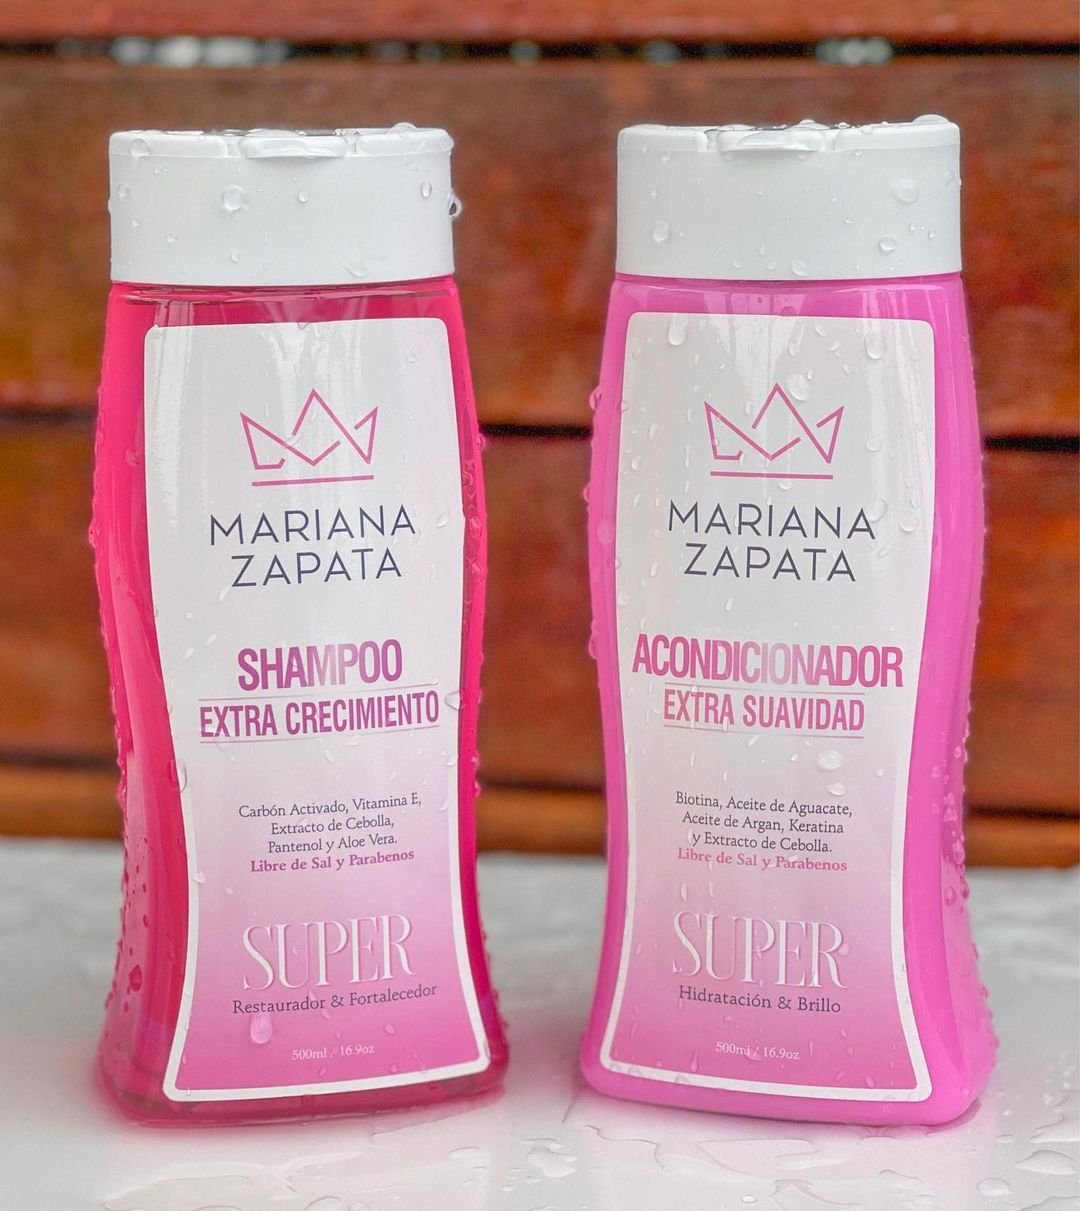 MARIANA
ZAPATA
SHAMPOO
EXTRA CRECIMIENTO
Carbón Activado, Vitamina E,
Extracto de Cebolla,
Pantenol y Aloe Vera.
Libre de Sal y Parabenos
SUPER
Restaurador & Fortalecedor
500ml / 16.9oz
MARIANA
ZAPATA
ACONDICIONADOR
EXTRA SUAVIDAD
Biotina, Aceite de Aguacate,
Aceite de Argan, Keratina
y Extracto de Cebolla.
Libre de Sal y Parabenos
SUPER
Hidratación & Brillo
500ml / 16.9oz